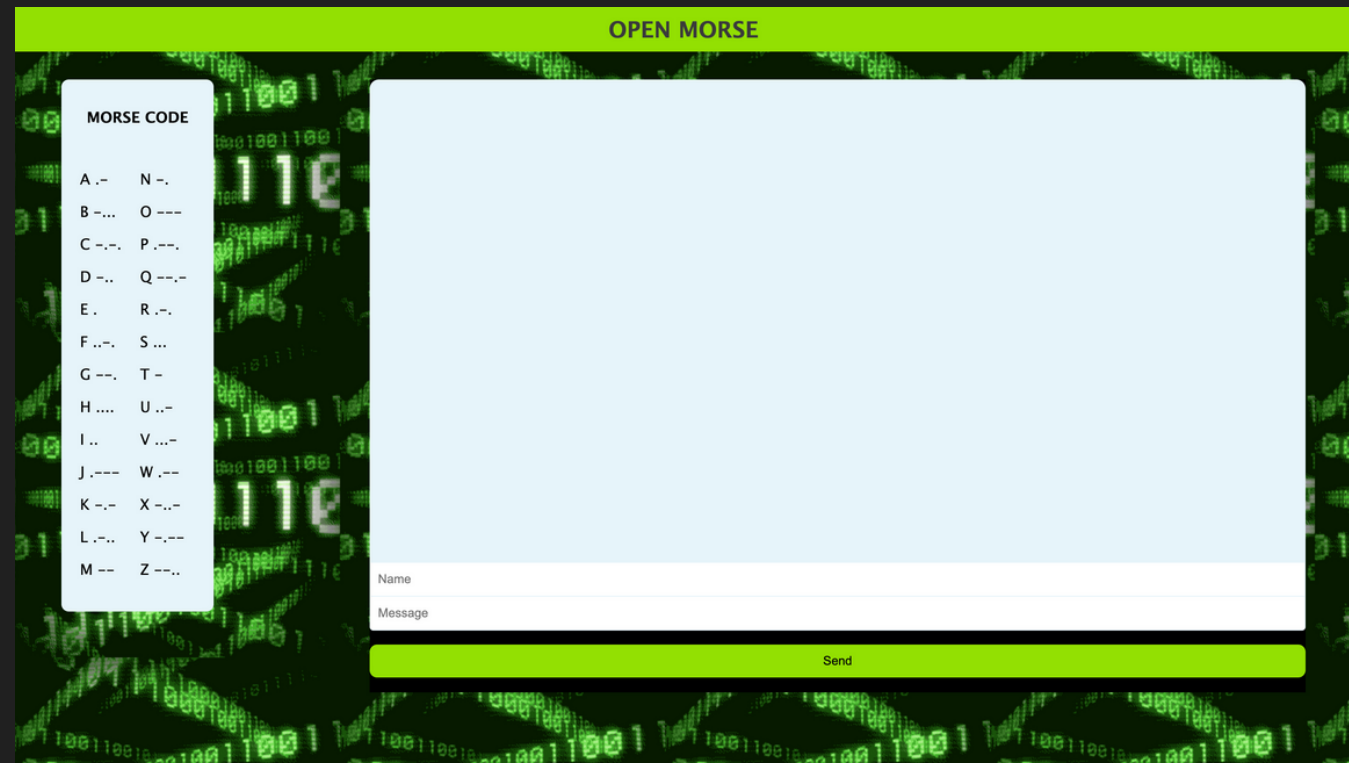 OPEN MORSE
MORSE CODE
A .- N -.
B -... O ---
C -.-. P .--.
D -.. Q --.-
E . R .-.
F ..-. S ...
G --. T -
H .... U ..-
I .. V ...-
J .--- W .--
K -.- X -..-
L .-.. Y -.--
M -- Z --..
Name
Message
Send